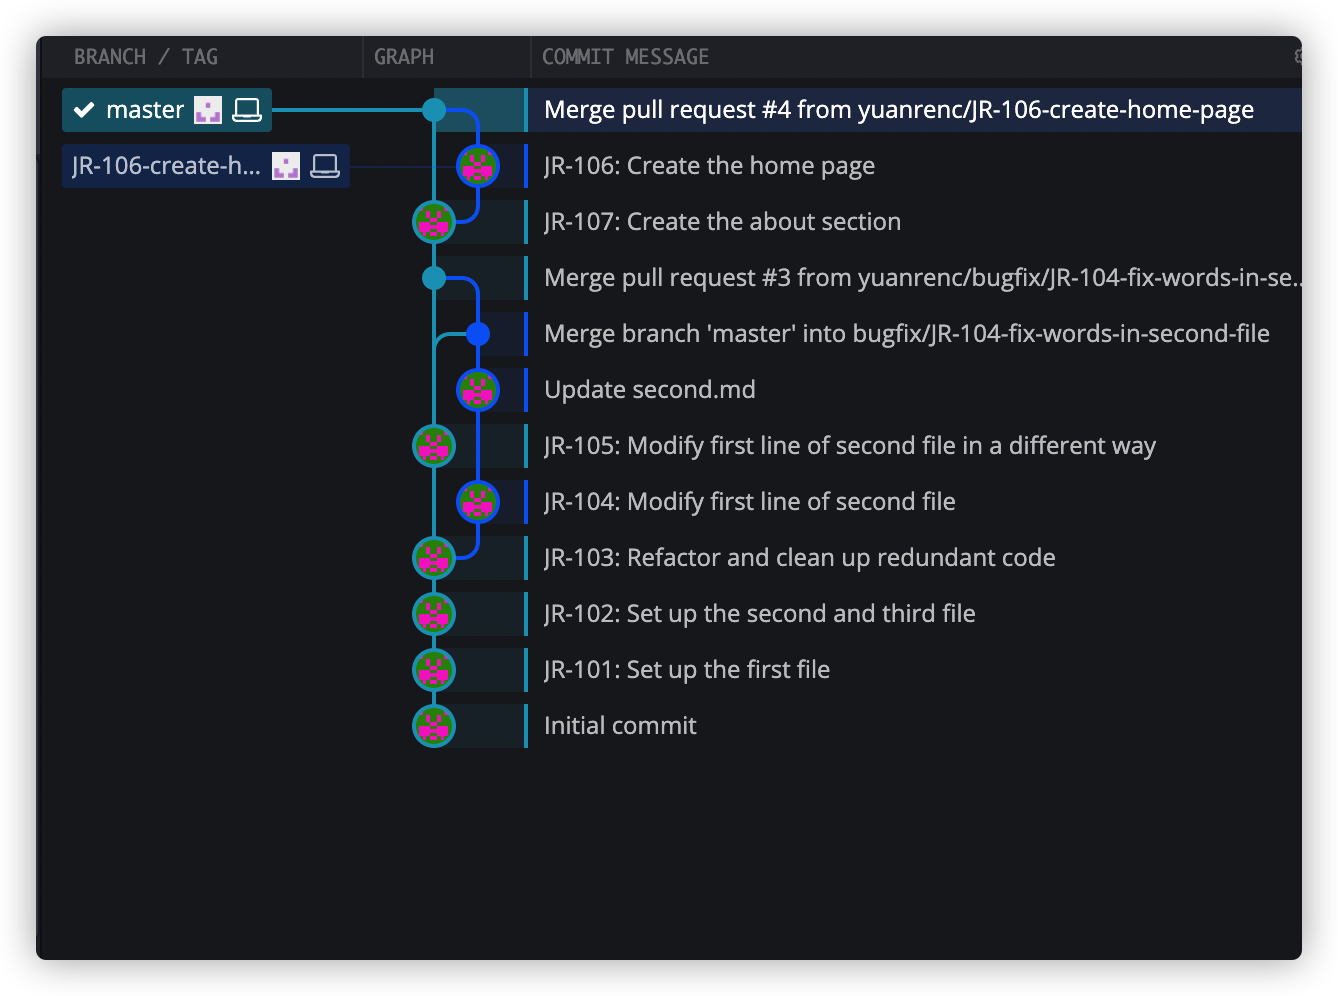 BRANCH / TAG GRAPH COMMIT MESSAGE
master Merge pull request #4 from yuanrenc/JR-106-create-home-page
JR-106-create-h... JR-106: Create the home page
JR-107: Create the about section
Merge pull request #3 from yuanrenc/bugfix/JR-104-fix-words-in-se...
Merge branch 'master' into bugfix/JR-104-fix-words-in-second-file
Update second.md
JR-105: Modify first line of second file in a different way
JR-104: Modify first line of second file
JR-103: Refactor and clean up redundant code
JR-102: Set up the second and third file
JR-101: Set up the first file
Initial commit